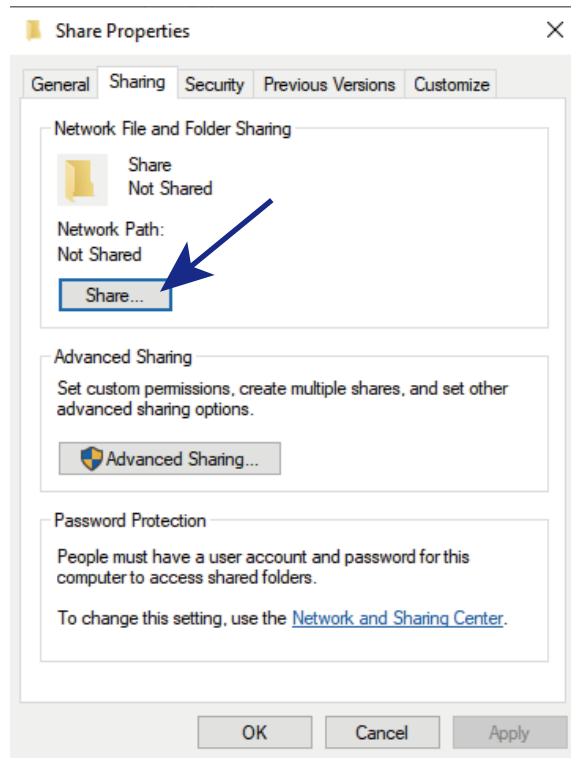 Share Properties
General Sharing Security Previous Versions Customize
Network File and Folder Sharing
Share
Not Shared
Network Path:
Not Shared
Share...
Advanced Sharing
Set custom permissions, create multiple shares, and set other
advanced sharing options.
Advanced Sharing...
Password Protection
People must have a user account and password for this
computer to access shared folders.
To change this setting, use the Network and Sharing Center.
OK Cancel Apply